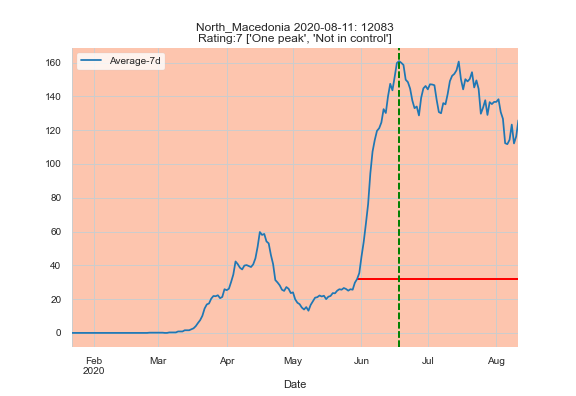 North_Macedonia 2020-08-11: 12083
Rating:7 ['One peak', 'Not in control']
Average-7d
160
140
120
100
80
60
40
20
0
Feb Mar Apr May Jun Jul Aug
2020
Date